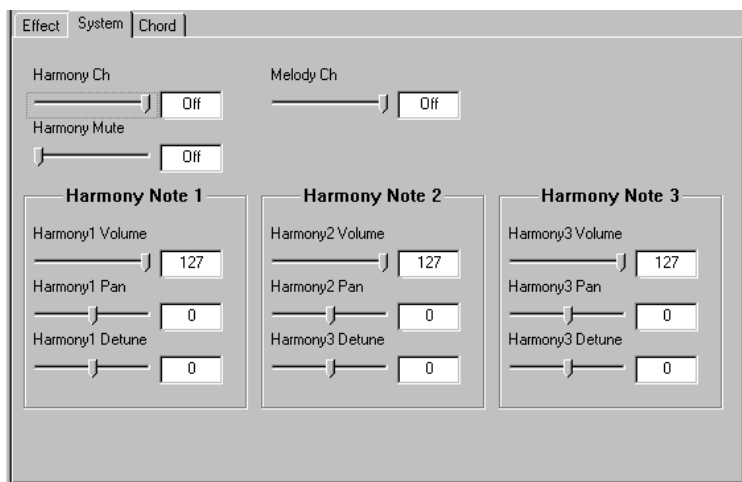 Effect System Chord
Harmony Ch Melody Ch
Off Off
Harmony Mute
Off
Harmony Note 1 Harmony Note 2 Harmony Note 3
Harmony1 Volume Harmony2 Volume Harmony3 Volume
127 127 127
Harmony1 Pan Harmony2 Pan Harmony3 Pan
0 0 0
Harmony1 Detune Harmony3 Detune Harmony3 Detune
0 0 0